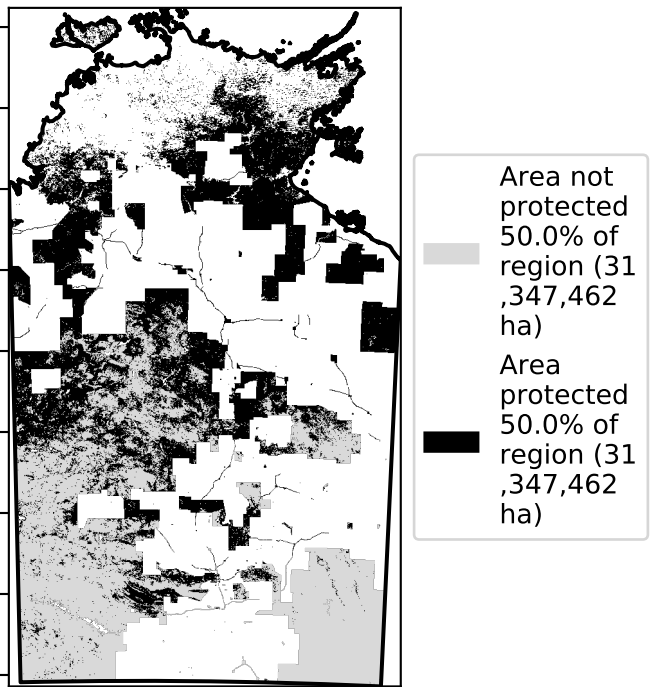 Area not
protected
50.0% of
region (31
,347,462
ha)
Area
protected
50.0% of
region (31
,347,462
ha)